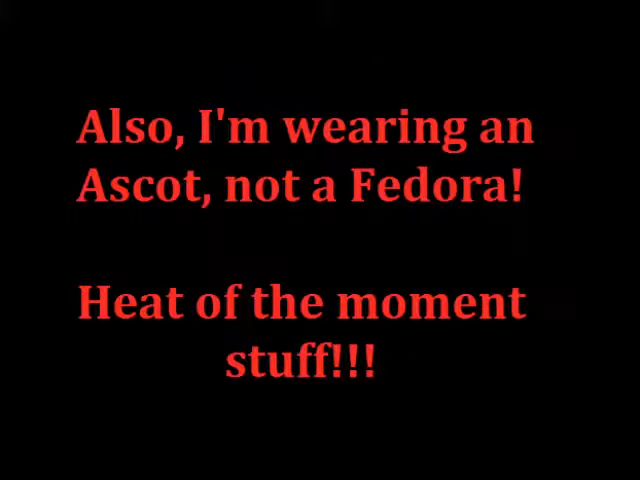 Also, I'm wearing an
Ascot, not a Fedora!
Heat of the moment
stuff!!!